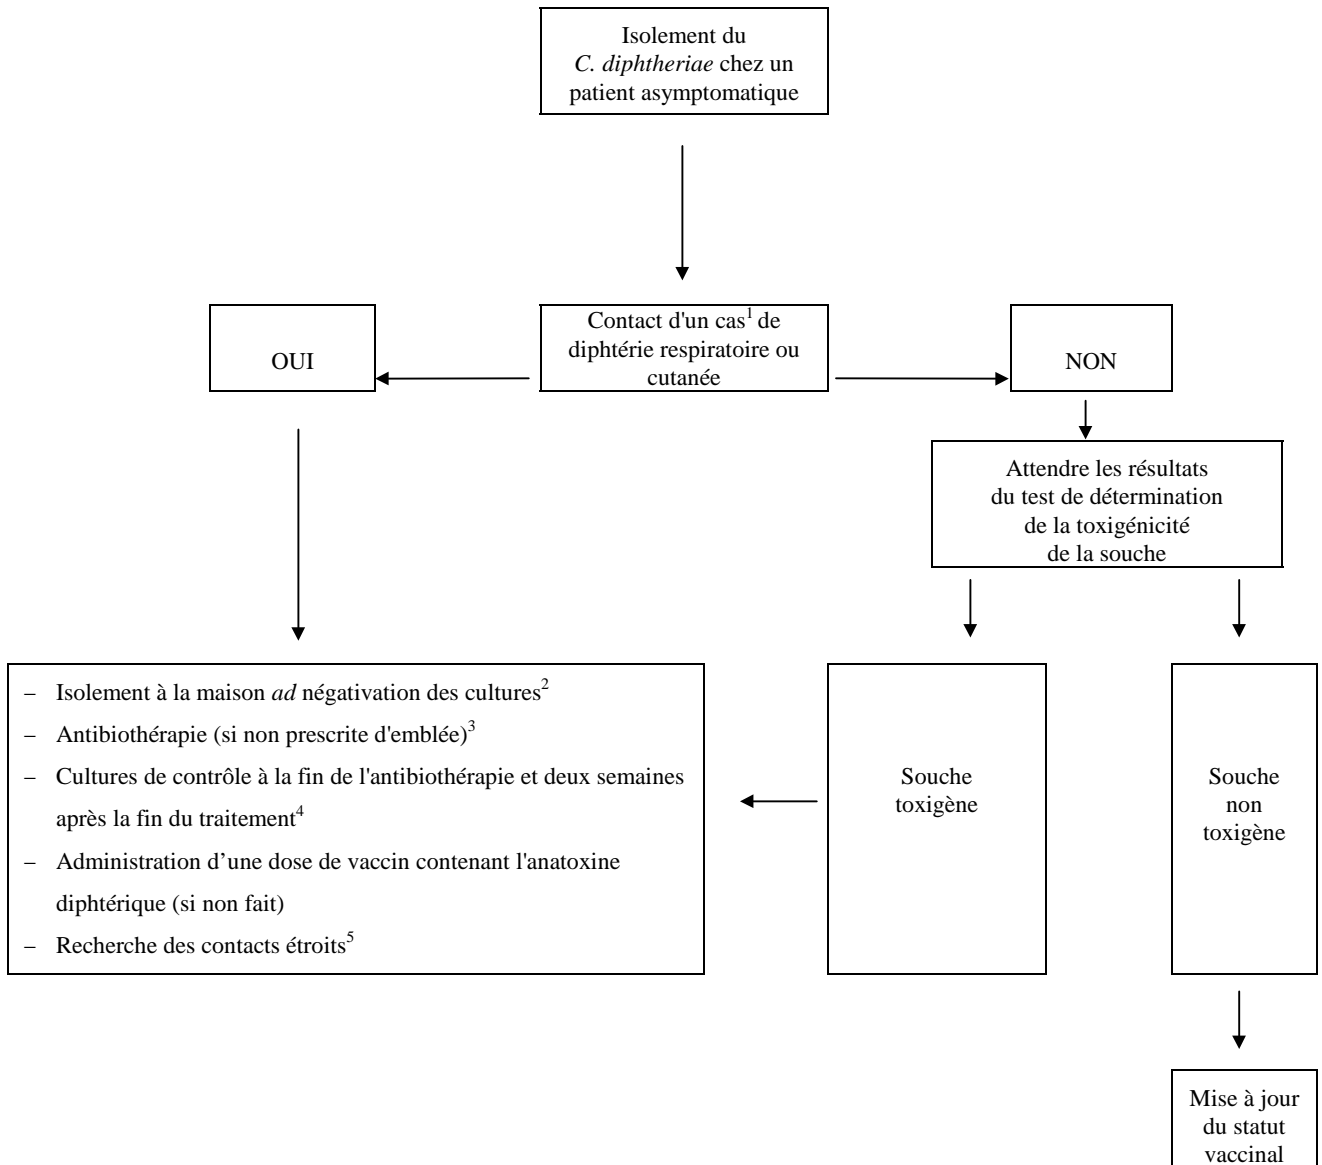 Isolement du
C. diphtheriae chez un
patient asymptomatique
OUI
Contact d'un cas1 de
diphtérie respiratoire ou
cutanée
NON
Attendre les résultats
du test de détermination
de la toxigénicité
de la souche
– Isolement à la maison ad négativation des cultures2
– Antibiothérapie (si non prescrite d'emblée)3
– Cultures de contrôle à la fin de l'antibiothérapie et deux semaines
après la fin du traitement4
– Administration d’une dose de vaccin contenant l'anatoxine
diphtérique (si non fait)
– Recherche des contacts étroits5
Souche
toxigène
Souche
non
toxigène
Mise à jour
du statut
vaccinal